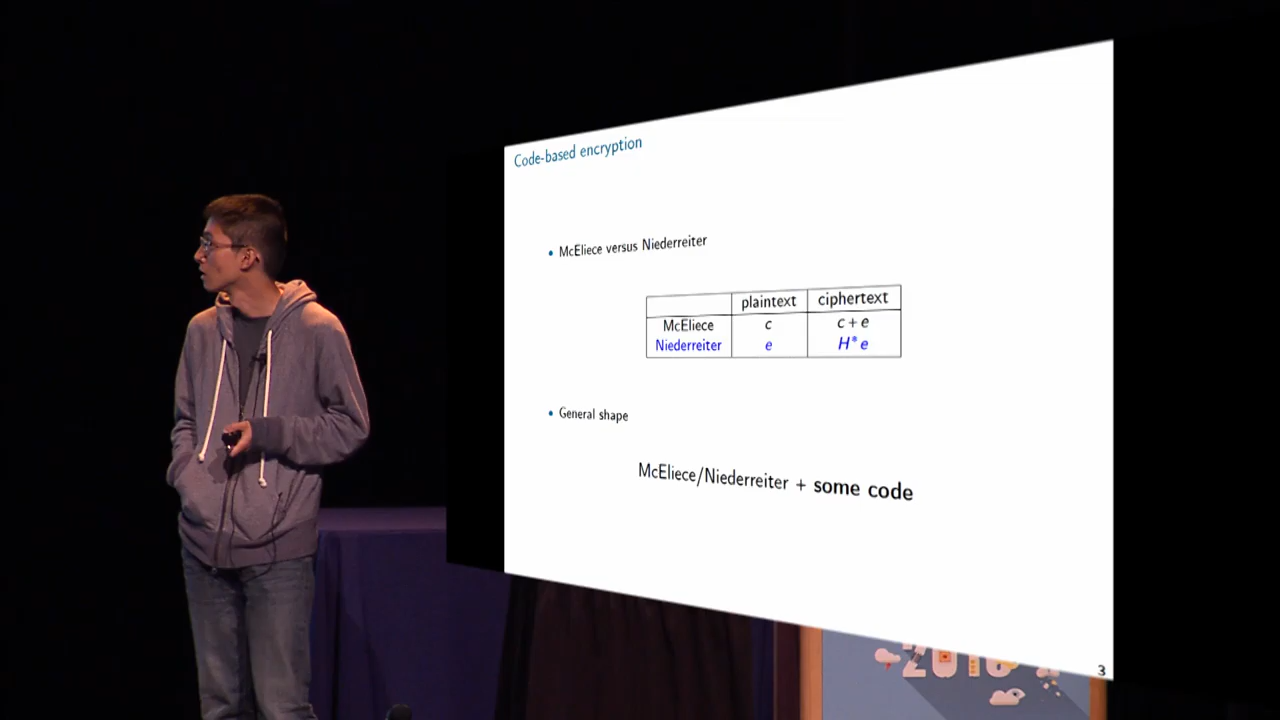 Code-based encryption
• McEliece versus Niederreiter
plaintext ciphertext
McEliece c c + e
Niederreiter e H* e
• General shape
McEliece/Niederreiter + some code
3